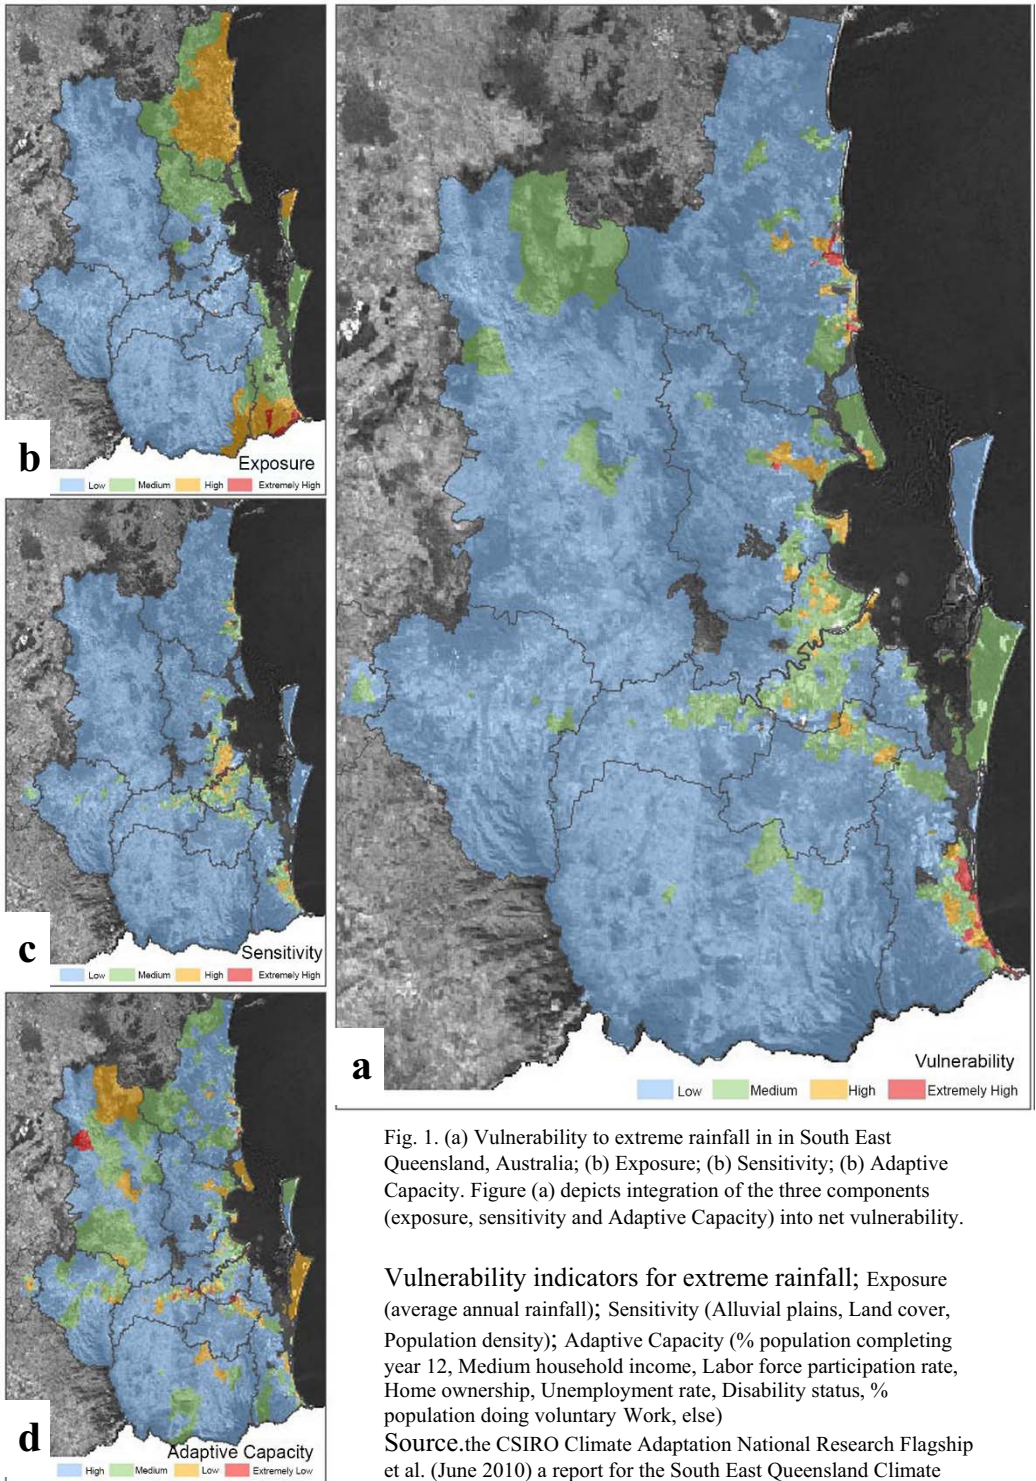 b
Exposure
Low Medium High Extremely High
c
Sensitivity
Low Medium High Extremely High
d
Adaptive Capacity
High Medium Low Extremely Low
a
Vulnerability
Low Medium High Extremely High
Fig. 1. (a) Vulnerability to extreme rainfall in in South East
Queensland, Australia; (b) Exposure; (b) Sensitivity; (b) Adaptive
Capacity. Figure (a) depicts integration of the three components
(exposure, sensitivity and Adaptive Capacity) into net vulnerability.
Vulnerability indicators for extreme rainfall; Exposure
(average annual rainfall); Sensitivity (Alluvial plains, Land cover,
Population density); Adaptive Capacity (% population completing
year 12, Medium household income, Labor force participation rate,
Home ownership, Unemployment rate, Disability status, %
population doing voluntary Work, else)
Source.the CSIRO Climate Adaptation National Research Flagship
et al. (June 2010) a report for the South East Queensland Climate